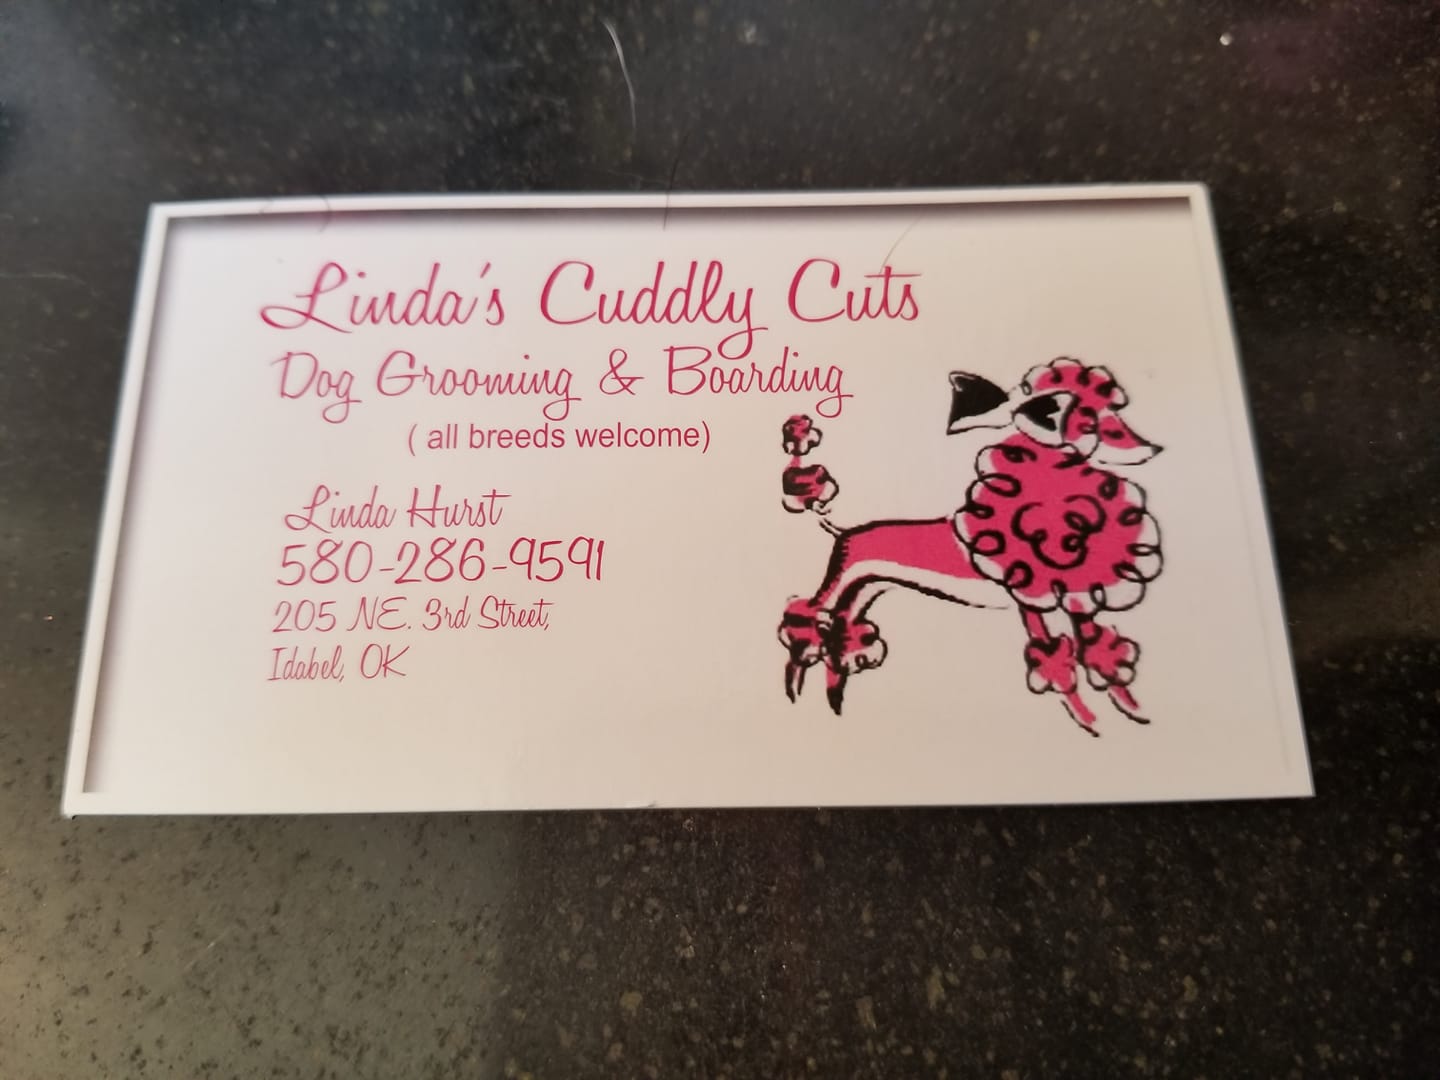 Linda's Cuddly Cuts
Dog Grooming & Boarding
( all breeds welcome)
Linda Hurst
580-286-9591
205 NE. 3rd Street,
Idabel, OK